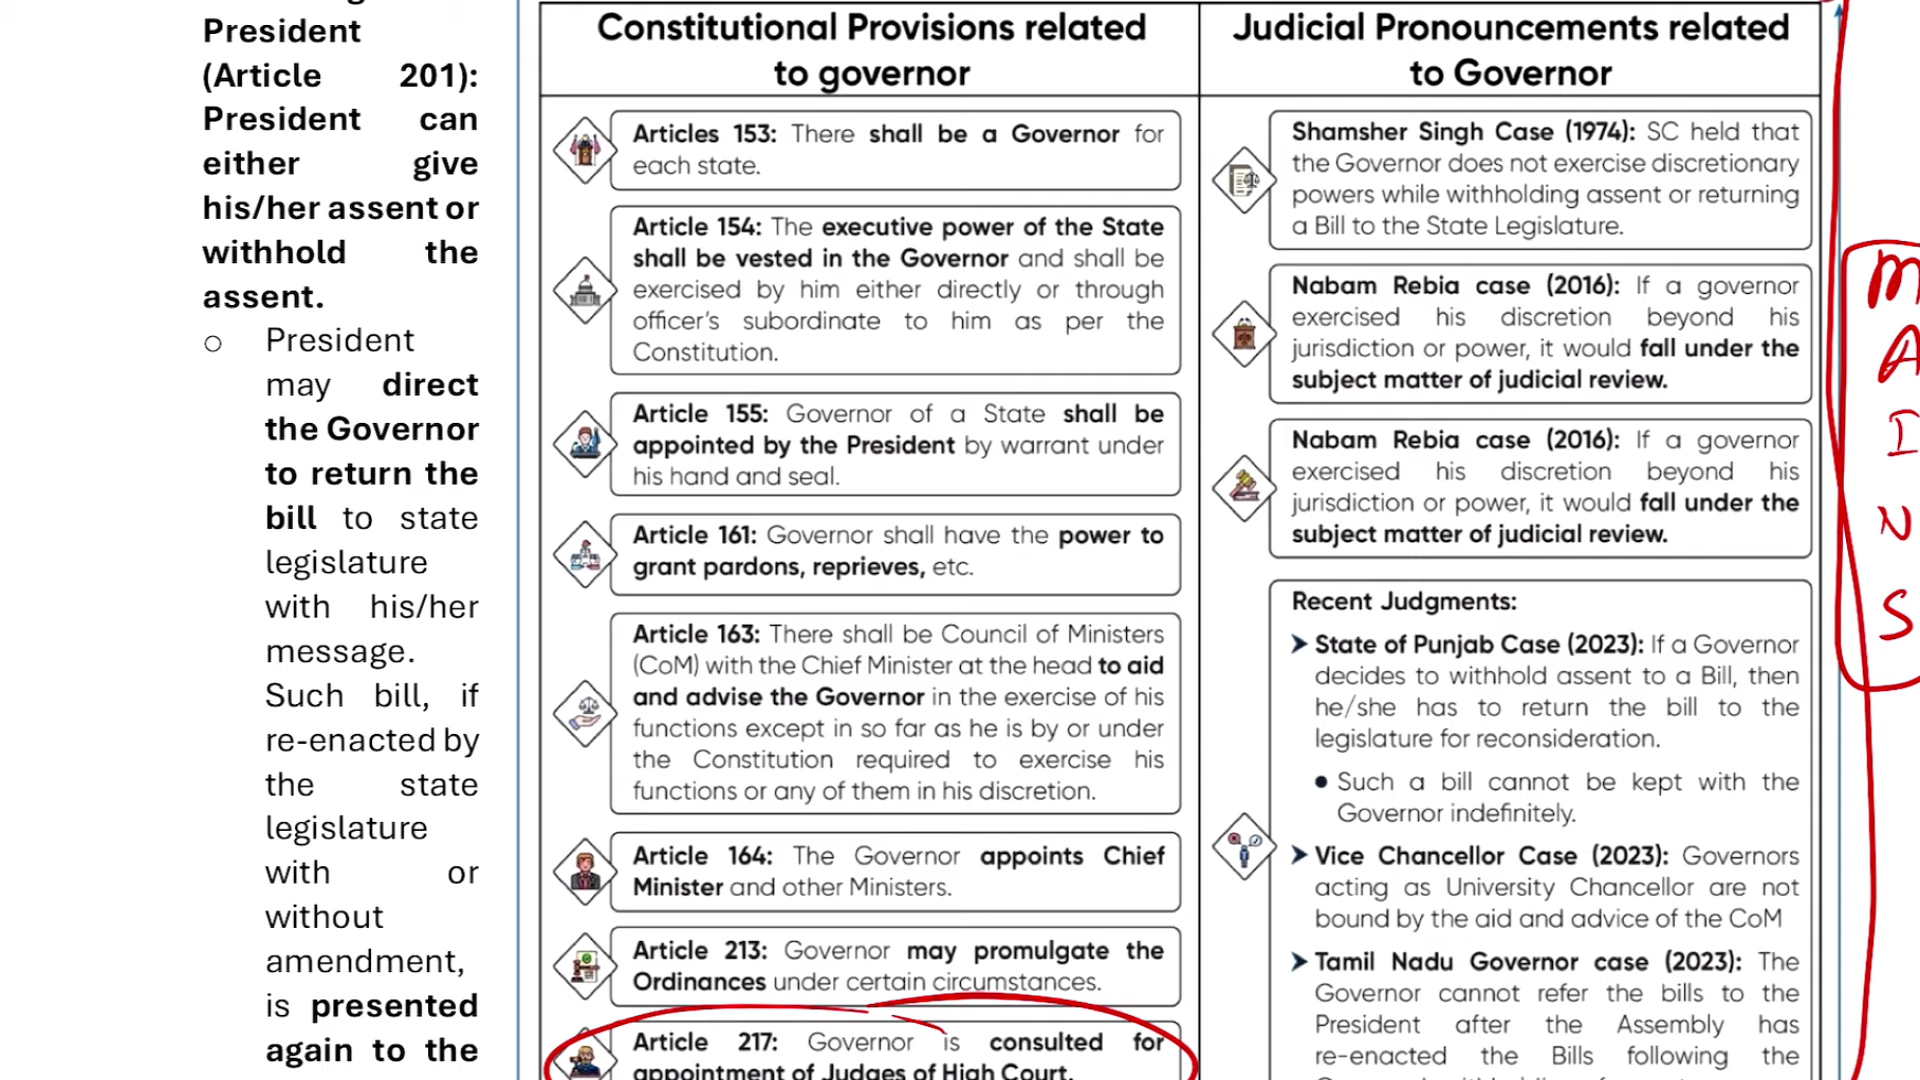 President
(Article 201):
President can
either give
his/her assent or
withhold the
assent.
○ President
may direct
the Governor
to return the
bill to state
legislature
with his/her
message.
Such bill, if
re-enacted by
the state
legislature
with or
without
amendment,
is presented
again to the
Constitutional Provisions related
to governor
Articles 153: There shall be a Governor for
each state.
Article 154: The executive power of the State
shall be vested in the Governor and shall be
exercised by him either directly or through
officer's subordinate to him as per the
Constitution.
Article 155: Governor of a State shall be
appointed by the President by warrant under
his hand and seal.
Article 161: Governor shall have the power to
grant pardons, reprieves, etc.
Article 163: There shall be Council of Ministers
(CoM) with the Chief Minister at the head to aid
and advise the Governor in the exercise of his
functions except in so far as he is by or under
the Constitution required to exercise his
functions or any of them in his discretion.
Article 164: The Governor appoints Chief
Minister and other Ministers.
Article 213: Governor may promulgate the
Ordinances under certain circumstances.
Article 217: Governor is consulted for
appointment of Judges of High Court.
Judicial Pronouncements related
to Governor
Shamsher Singh Case (1974): SC held that
the Governor does not exercise discretionary
powers while withholding assent or returning
a Bill to the State Legislature.
Nabam Rebia case (2016): If a governor
exercised his discretion beyond his
jurisdiction or power, it would fall under the
subject matter of judicial review.
Nabam Rebia case (2016): If a governor
exercised his discretion beyond his
jurisdiction or power, it would fall under the
subject matter of judicial review.
Recent Judgments:
➤ State of Punjab Case (2023): If a Governor
decides to withhold assent to a Bill, then
he/she has to return the bill to the
legislature for reconsideration.
● Such a bill cannot be kept with the
Governor indefinitely.
➤ Vice Chancellor Case (2023): Governors
acting as University Chancellor are not
bound by the aid and advice of the CoM
➤ Tamil Nadu Governor case (2023): The
Governor cannot refer the bills to the
President after the Assembly has
re-enacted the Bills following the
M
A
I
N
S